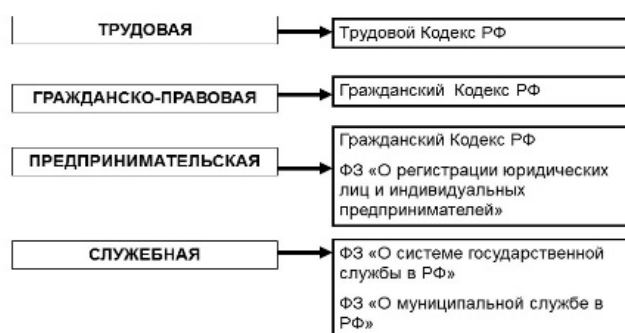 ТРУДОВАЯ
Трудовой Кодекс РФ
ГРАЖДАНСКО-ПРАВОВАЯ
Гражданский Кодекс РФ
ПРЕДПРИНИМАТЕЛЬСКАЯ
Гражданский Кодекс РФ
ФЗ «О регистрации юридических
лиц и индивидуальных
предпринимателей»
СЛУЖЕБНАЯ
ФЗ «О системе государственной
службы в РФ»
ФЗ «О муниципальной службе в
РФ»